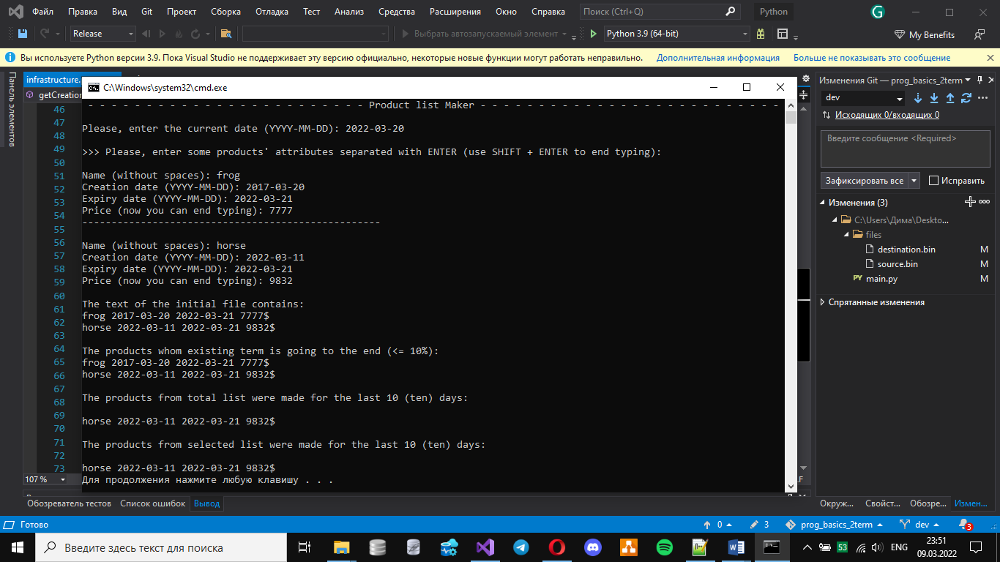 Файл Правка Вид Git Проект Сборка Отладка Тест Анализ Средства Расширения Окно Справка Поиск (Ctrl+Q) Python G
Release Выбрать автозапускаемый элемент Python 3.9 (64-bit) My Benefits
Вы используете Python версии 3.9. Пока Visual Studio не поддерживает эту версию официально, некоторые новые функции могут работать неправильно. Дополнительная информация Больше не показывать это сообщение
Панель элементов
infrastructure.
getCreation
46
47
48
49
50
51
52
53
54
55
56
57
58
59
60
61
62
63
64
65
66
67
68
69
70
71
72
73
107 %
C:\Windows\system32\cmd.exe
- - - - - - - - - - - - - - - - - - - - - - - - Product list Maker - - - - - - - - - - - - - - - - - - - - - - - - - -
Please, enter the current date (YYYY-MM-DD): 2022-03-20
>>> Please, enter some products' attributes separated with ENTER (use SHIFT + ENTER to end typing):
Name (without spaces): frog
Creation date (YYYY-MM-DD): 2017-03-20
Expiry date (YYYY-MM-DD): 2022-03-21
Price (now you can end typing): 7777
---------------------------------------------------
Name (without spaces): horse
Creation date (YYYY-MM-DD): 2022-03-11
Expiry date (YYYY-MM-DD): 2022-03-21
Price (now you can end typing): 9832
The text of the initial file contains:
frog 2017-03-20 2022-03-21 7777$
horse 2022-03-11 2022-03-21 9832$
The products whom existing term is going to the end (<= 10%):
frog 2017-03-20 2022-03-21 7777$
horse 2022-03-11 2022-03-21 9832$
The products from total list were made for the last 10 (ten) days:
horse 2022-03-11 2022-03-21 9832$
The products from selected list were made for the last 10 (ten) days:
horse 2022-03-11 2022-03-21 9832$
Для продолжения нажмите любую клавишу . . .
Изменения Git — prog_basics_2term
dev
Исходящих 0/входящих 0
Введите сообщение <Required>
Зафиксировать все Исправить
Изменения (3)
C:\Users\Дима\Deskto...
files
destination.bin M
source.bin M
main.py M
Спрятанные изменения
Обозреватель тестов Список ошибок Вывод
Окруж... Свойст... Обозре... Измен...
Готово 0 3 prog_basics_2term dev 3
Введите здесь текст для поиска 53 ENG 23:51
09.03.2022